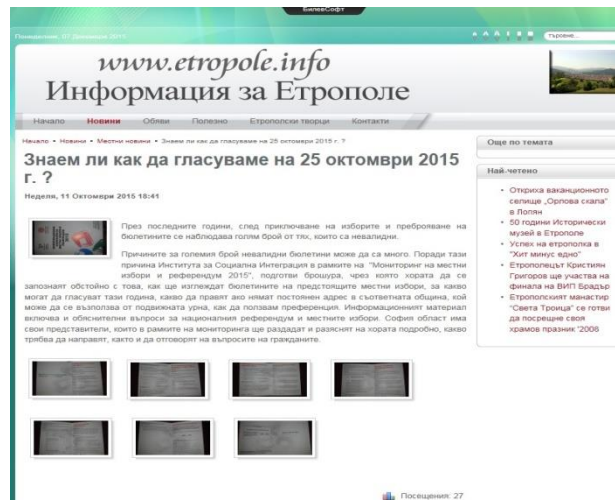 БилевСофт
Понеделник, 07 Декември 2015
търсене...
www.etropole.info
Информация за Етрополе
Начало Новини Обяви Полезно Етрополски творци Контакти
Начало • Новини • Местни новини • Знаем ли как да гласуваме на 25 октомври 2015 г. ?
Знаем ли как да гласуваме на 25 октомври 2015
г. ?
Неделя, 11 Октомври 2015 18:41
През последните години, след приключване на изборите и преброяване на
бюлетините се наблюдава голям брой от тях, които са невалидни.
Причините за големия брой невалидни бюлетини може да са много. Поради тази
причина Института за Социална Интеграция в рамките на "Мониторинг на местни
избори и референдум 2015", подготви брошура, чрез която хората да се
запознаят обстойно с това, как ще изглеждат бюлетините на предстоящите местни избори, за какво
могат да гласуват тази година, какво да правят ако нямат постоянен адрес в съответната община, кой
може да се възползва от подвижната урна, как да ползвам преференция. Информационният материал
включва и обяснителни въпроси за националния референдум и местните избори. София област има
свои представители, които в рамките на мониторинга ще раздадат и разяснят на хората подробно, какво
трябва да направят, както и да отговорят на въпросите на гражданите.
Посещения: 27
Още по темата
Най-четено
• Откриха ваканционното
селище „Орлова скала"
в Лопян
• 50 години Исторически
музей в Етрополе
• Успех на етрополка в
"Хит минус едно"
• Етрополецът Кристиян
Григоров ще участва на
финала на ВИП Брадър
• Етрополският манастир
"Света Троица" се готви
да посрещне своя
храмов празник '2008